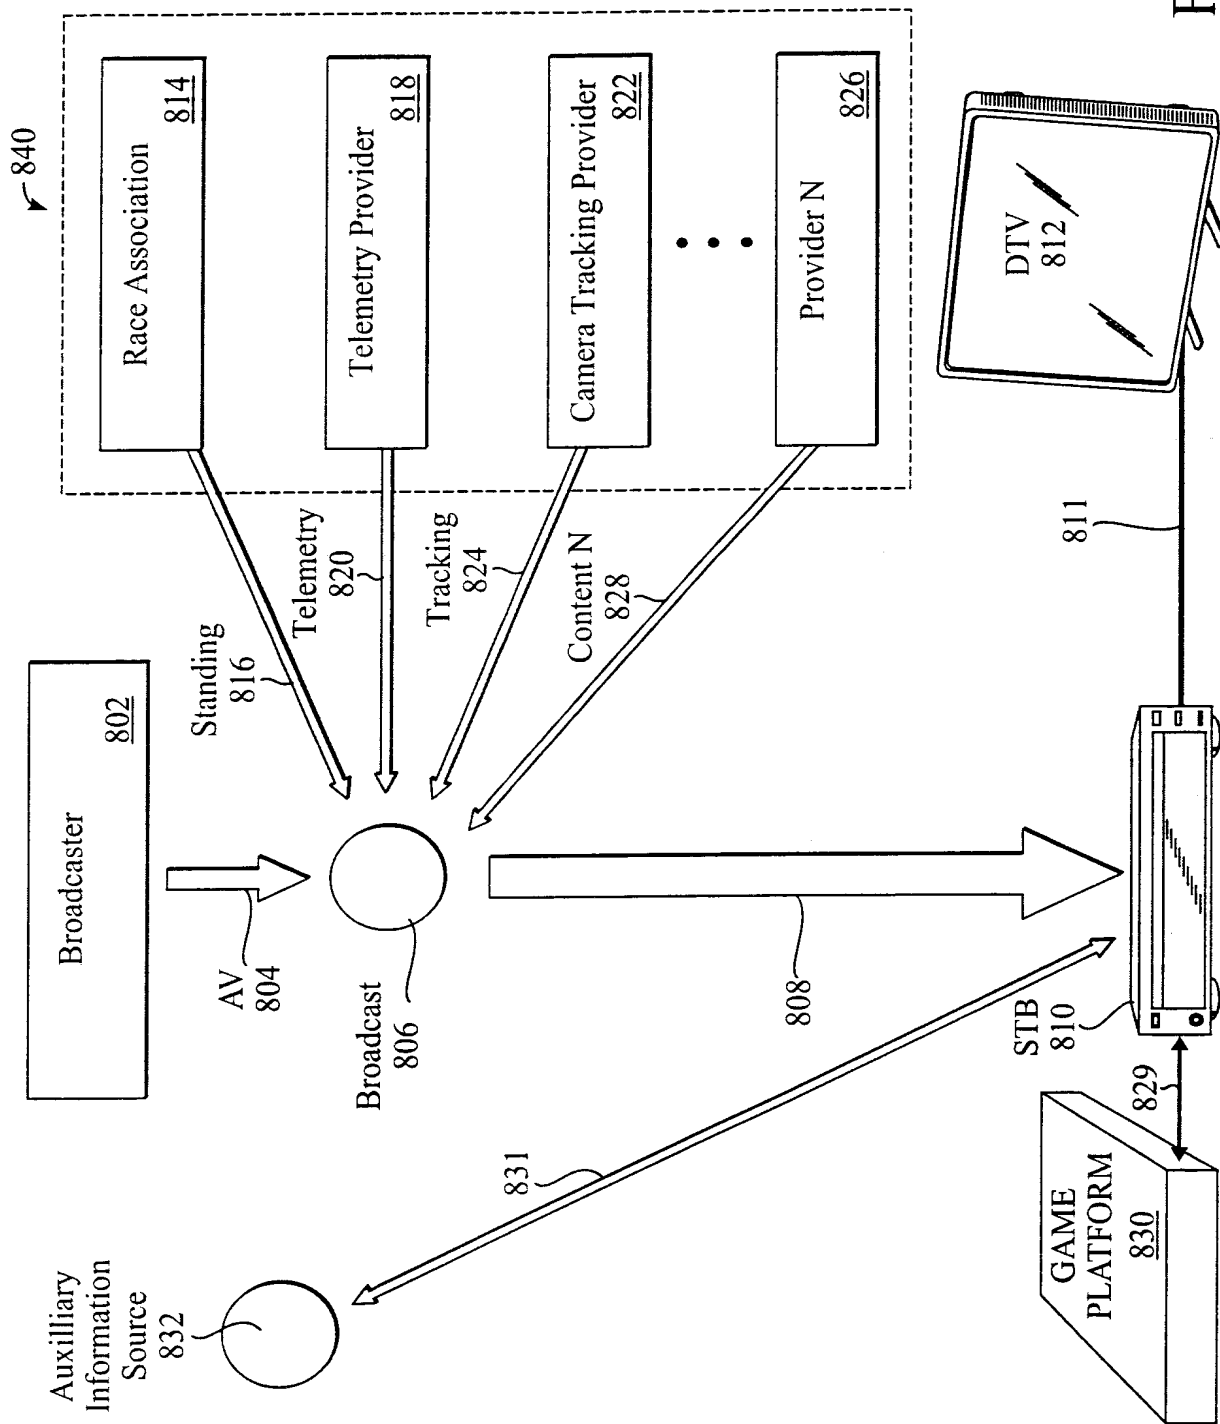 840
Broadcaster
802
Race Association
814
Telemetry Provider
818
Camera Tracking Provider
822
Provider N
826
AV
804
Standing
816
Telemetry
820
Tracking
824
Content N
828
Auxilliary
Information
Source
832
Broadcast
806
831
808
811
STB
810
829
GAME
PLATFORM
830
DTV
812